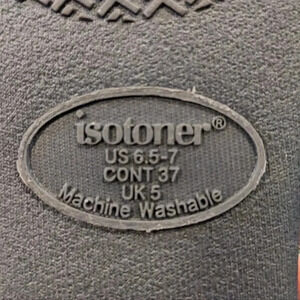 isotoner®
US 6.5-7
CONT 37
UK 5
Machine Washable